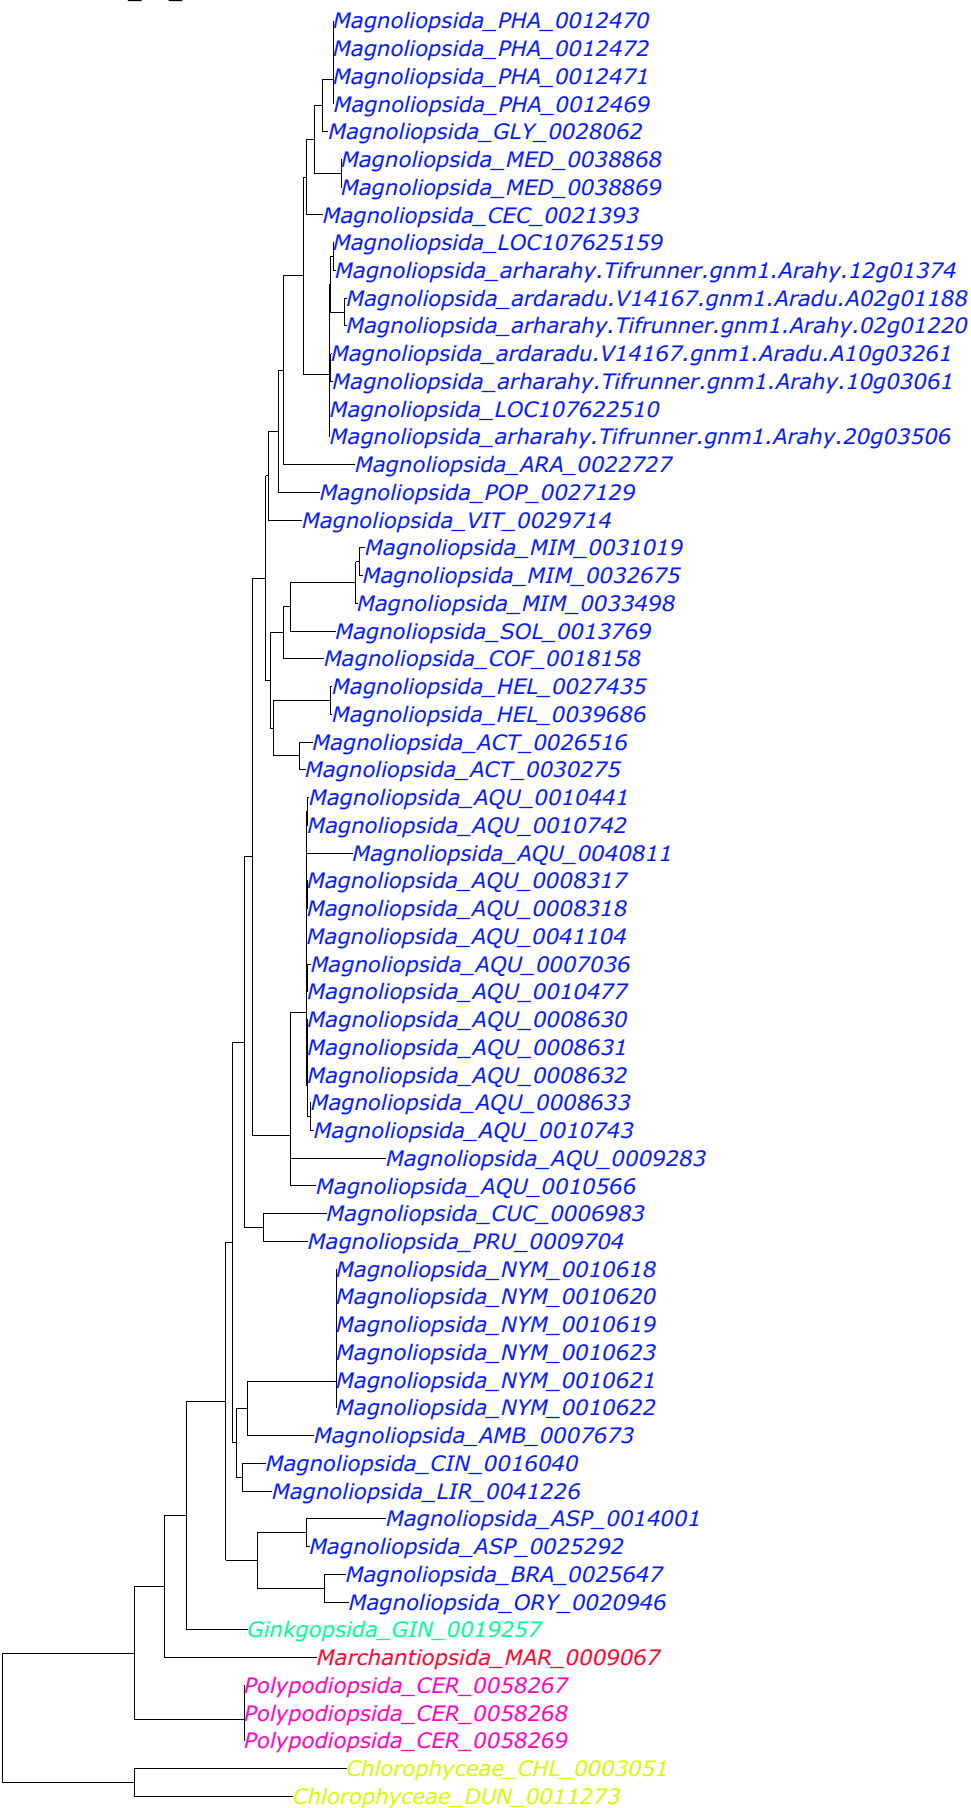 Magnoliopsida_PHA_0012470
Magnoliopsida_PHA_0012472
Magnoliopsida_PHA_0012471
Magnoliopsida_PHA_0012469
Magnoliopsida_GLY_0028062
Magnoliopsida_MED_0038868
Magnoliopsida_MED_0038869
Magnoliopsida_CEC_0021393
Magnoliopsida_LOC107625159
Magnoliopsida_arharahy.Tifrunner.gnm1.Arahy.12g01374
Magnoliopsida_ardaradu.V14167.gnm1.Aradu.A02g01188
Magnoliopsida_arharahy.Tifrunner.gnm1.Arahy.02g01220
Magnoliopsida_ardaradu.V14167.gnm1.Aradu.A10g03261
Magnoliopsida_arharahy.Tifrunner.gnm1.Arahy.10g03061
Magnoliopsida_LOC107622510
Magnoliopsida_arharahy.Tifrunner.gnm1.Arahy.20g03506
Magnoliopsida_ARA_0022727
Magnoliopsida_POP_0027129
Magnoliopsida_VIT_0029714
Magnoliopsida_MIM_0031019
Magnoliopsida_MIM_0032675
Magnoliopsida_MIM_0033498
Magnoliopsida_SOL_0013769
Magnoliopsida_COF_0018158
Magnoliopsida_HEL_0027435
Magnoliopsida_HEL_0039686
Magnoliopsida_ACT_0026516
Magnoliopsida_ACT_0030275
Magnoliopsida_AQU_0010441
Magnoliopsida_AQU_0010742
Magnoliopsida_AQU_0040811
Magnoliopsida_AQU_0008317
Magnoliopsida_AQU_0008318
Magnoliopsida_AQU_0041104
Magnoliopsida_AQU_0007036
Magnoliopsida_AQU_0010477
Magnoliopsida_AQU_0008630
Magnoliopsida_AQU_0008631
Magnoliopsida_AQU_0008632
Magnoliopsida_AQU_0008633
Magnoliopsida_AQU_0010743
Magnoliopsida_AQU_0009283
Magnoliopsida_AQU_0010566
Magnoliopsida_CUC_0006983
Magnoliopsida_PRU_0009704
Magnoliopsida_NYM_0010618
Magnoliopsida_NYM_0010620
Magnoliopsida_NYM_0010619
Magnoliopsida_NYM_0010623
Magnoliopsida_NYM_0010621
Magnoliopsida_NYM_0010622
Magnoliopsida_AMB_0007673
Magnoliopsida_CIN_0016040
Magnoliopsida_LIR_0041226
Magnoliopsida_ASP_0014001
Magnoliopsida_ASP_0025292
Magnoliopsida_BRA_0025647
Magnoliopsida_ORY_0020946
Ginkgopsida_GIN_0019257
Marchantiopsida_MAR_0009067
Polypodiopsida_CER_0058267
Polypodiopsida_CER_0058268
Polypodiopsida_CER_0058269
Chlorophyceae_CHL_0003051
Chlorophyceae_DUN_0011273